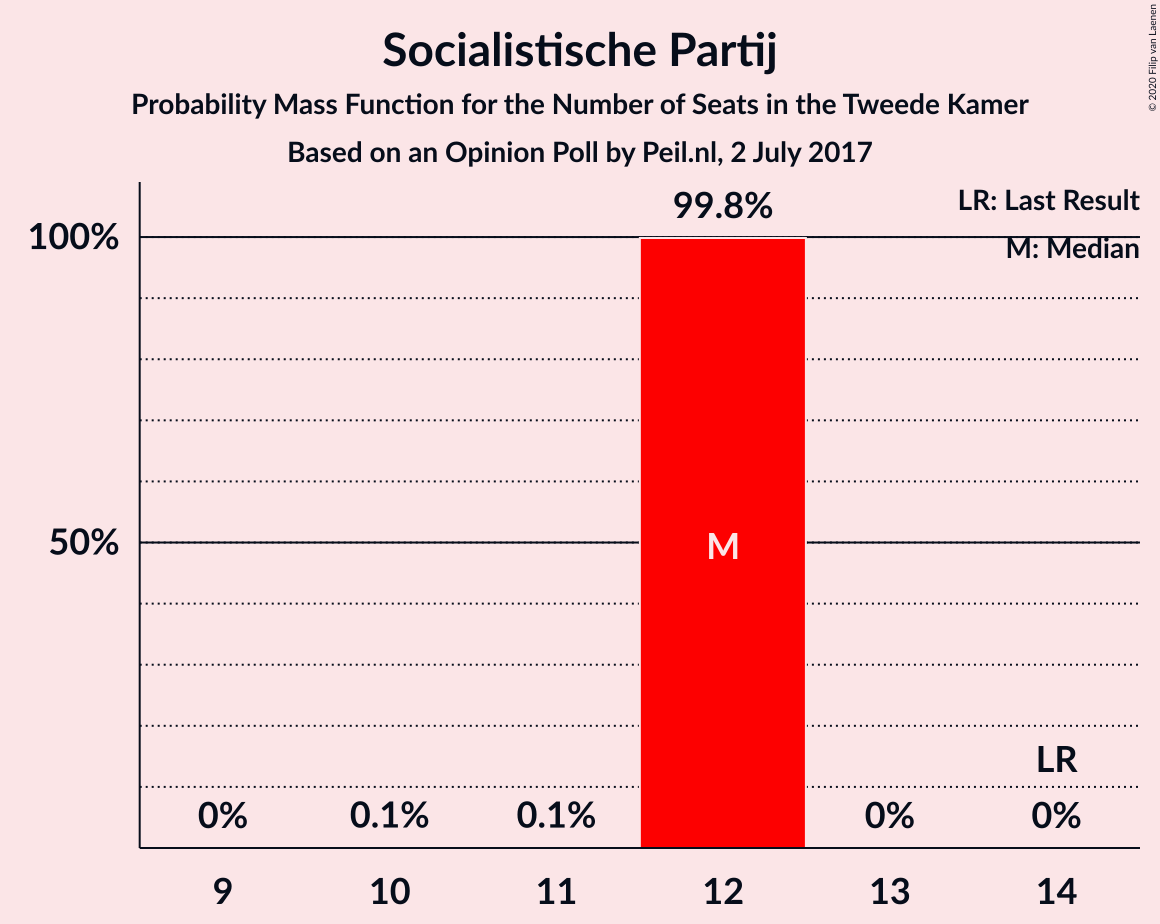 Socialistische Partij
Probability Mass Function for the Number of Seats in the Tweede Kamer
Based on an Opinion Poll by Peil.nl, 2 July 2017
© 2020 Filip van Laenen
99.8%
LR: Last Result
100%
M: Median
50%
M
LR
0% 0.1% 0.1% 0% 0%
9 10 11 12 13 14